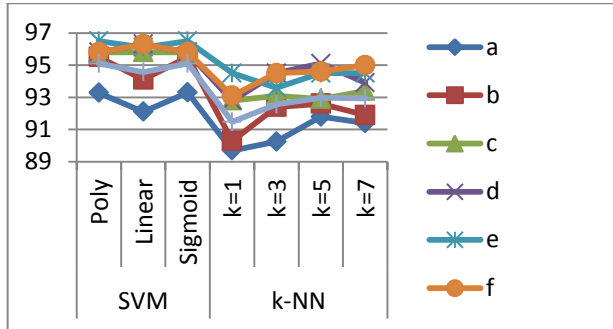 97
95
93
91
89
Poly
Linear
Sigmoid
k=1
k=3
k=5
k=7
SVM
k-NN
a
b
c
d
e
f